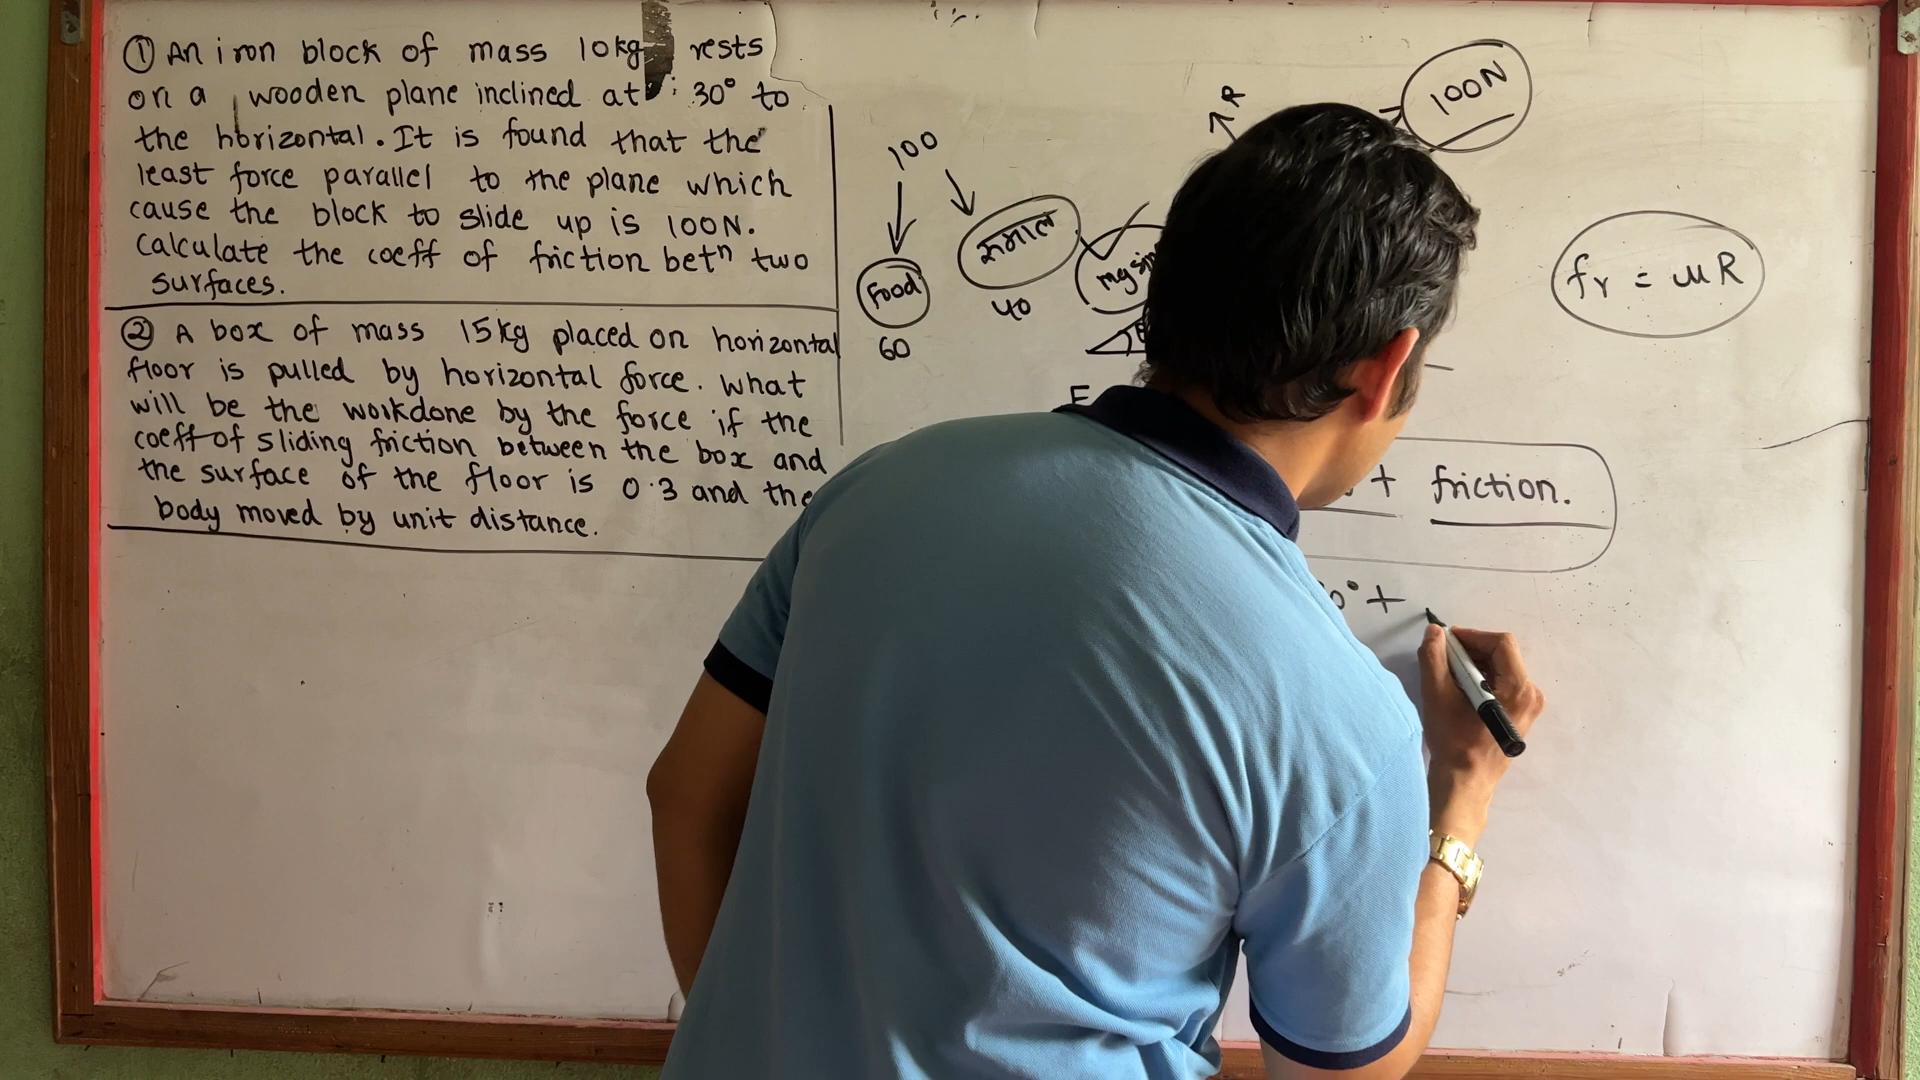 ① An iron block of mass 10kg rests
on a wooden plane inclined at 30° to
the horizontal. It is found that the
least force parallel to the plane which
cause the block to slide up is 100N.
Calculate the coeff of friction betⁿ two
surfaces.
② A box of mass 15kg placed on horizontal
floor is pulled by horizontal force. What
will be the workdone by the force if the
coeff of sliding friction between the box and
the surface of the floor is 0.3 and the
body moved by unit distance.
100
Food
60
रुमाल
40
R
100N
mg sin
F
fr = μR
+ friction.
0° +